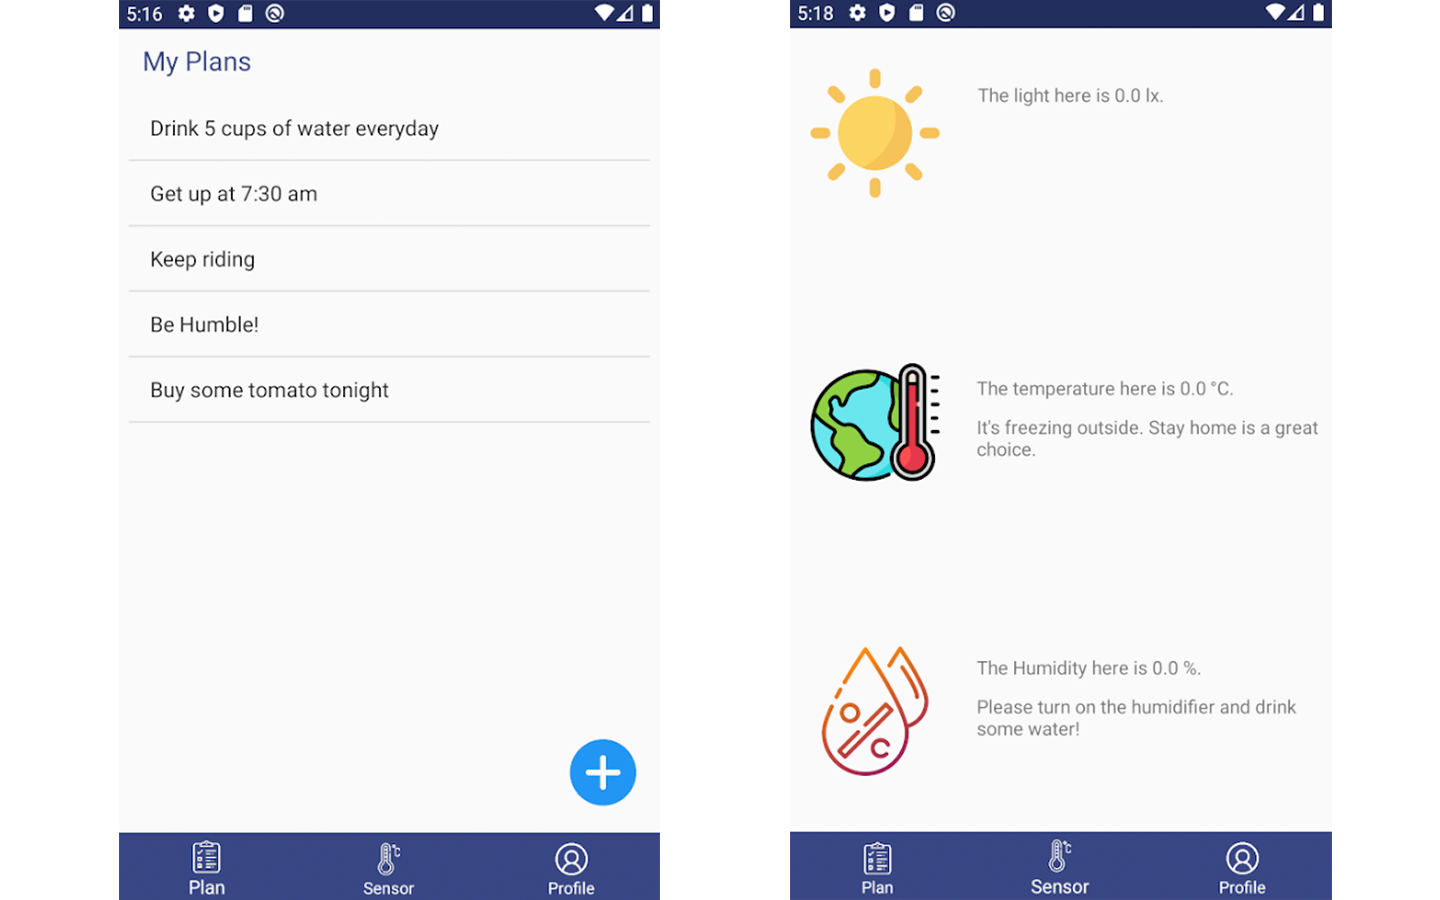 5:16
My Plans
Drink 5 cups of water everyday
Get up at 7:30 am
Keep riding
Be Humble!
Buy some tomato tonight
Plan
°C
Sensor
Profile
5:18
The light here is 0.0 lx.
The temperature here is 0.0 °C.
It's freezing outside. Stay home is a great
choice.
The Humidity here is 0.0 %.
Please turn on the humidifier and drink
some water!
Plan
°C
Sensor
Profile